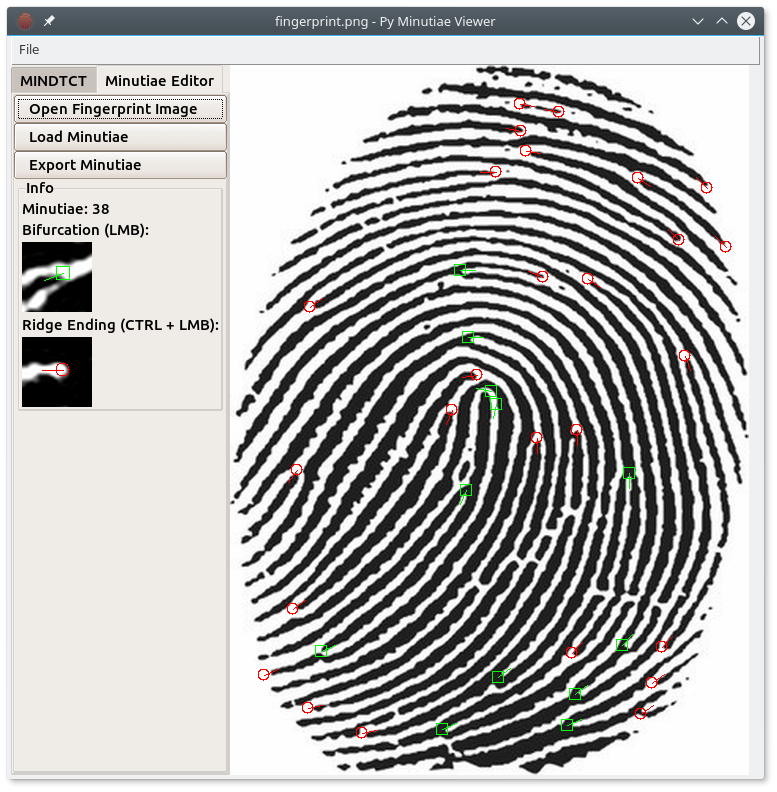 fingerprint.png - Py Minutiae Viewer
File
MINDTCT
Minutiae Editor
Open Fingerprint Image
Load Minutiae
Export Minutiae
Info
Minutiae: 38
Bifurcation (LMB):
Ridge Ending (CTRL + LMB):